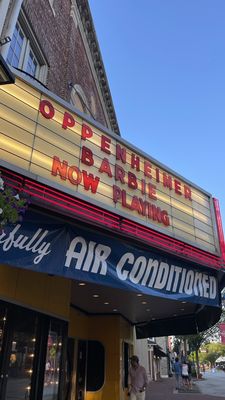 OPPENHEIMER
BARBIE
NOW PLAYING
fully AIR CONDITIONED